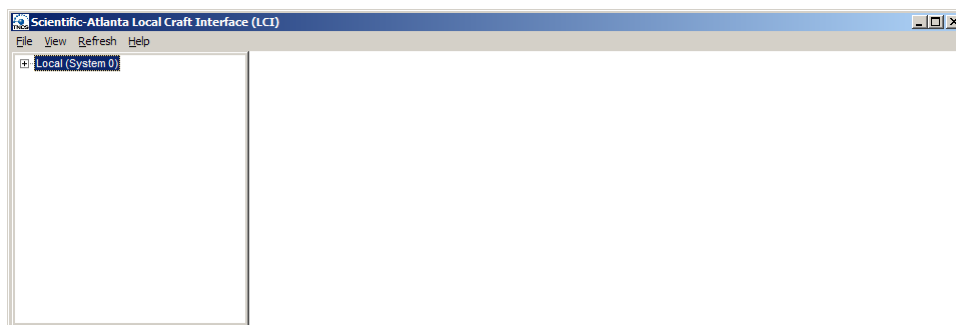 Scientific-Atlanta Local Craft Interface (LCI)
File View Refresh Help
Local (System 0)